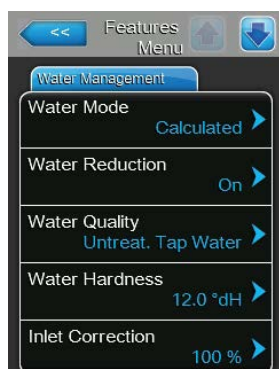 <<
Features
Menu
Water Management
Water Mode
Calculated
Water Reduction
On
Water Quality
Untreat. Tap Water
Water Hardness
12.0 °dH
Inlet Correction
100 %